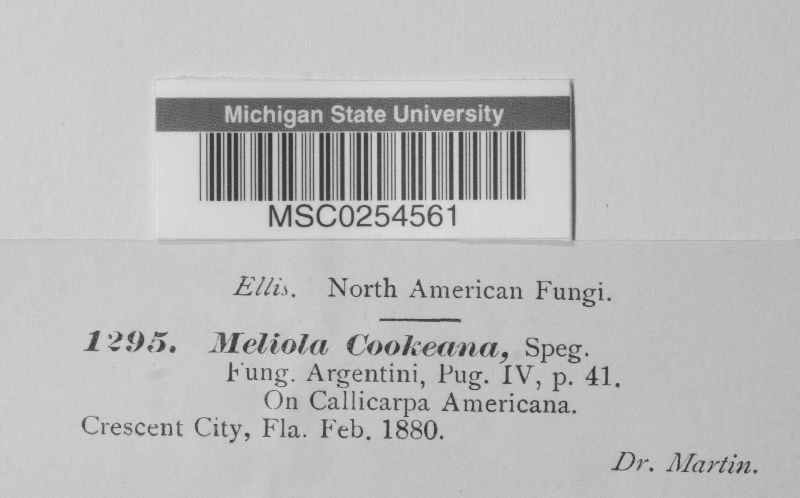 Michigan State University
MSC0254561
Ellis. North American Fungi.
1295. Meliola Cookeana, Speg.
Fung. Argentini, Pug. IV, p. 41.
On Callicarpa Americana.
Crescent City, Fla. Feb. 1880.
Dr. Martin.